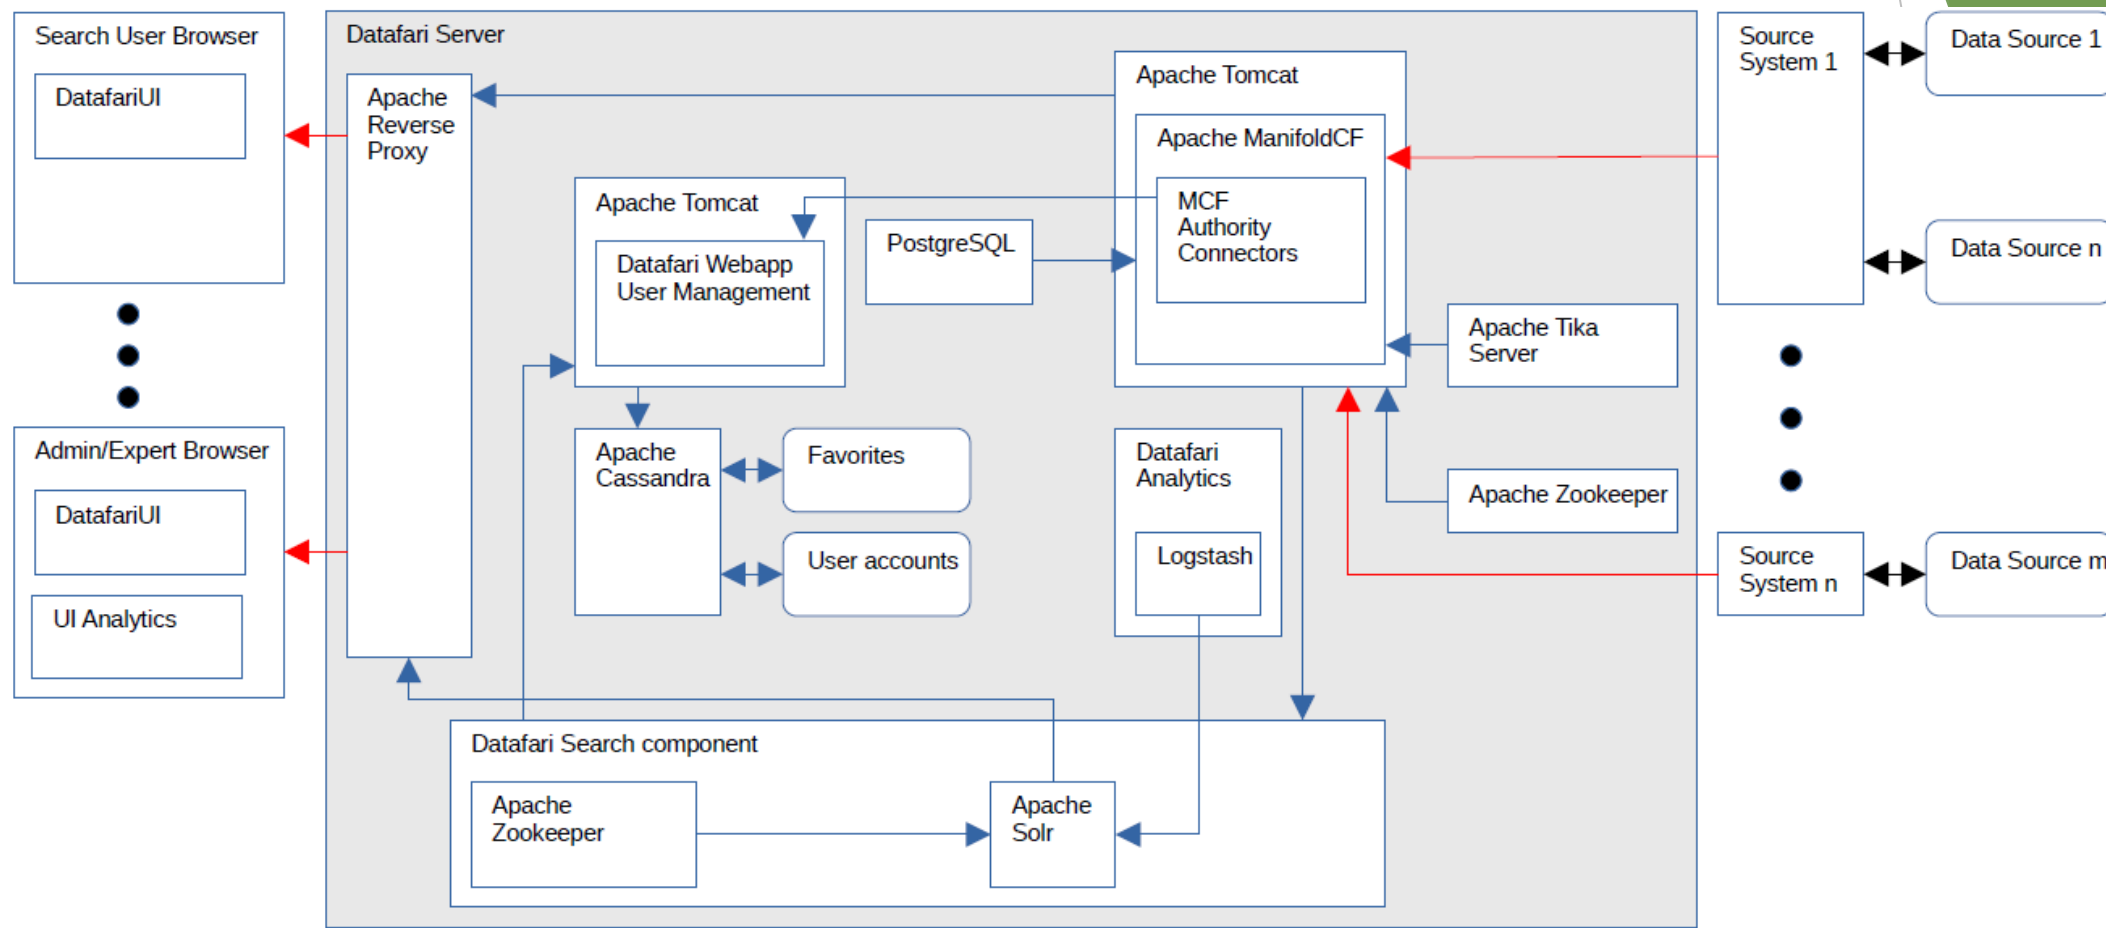 Search User Browser
DatafariUI
Admin/Expert Browser
DatafariUI
UI Analytics
Datafari Server
Apache
Reverse
Proxy
Apache Tomcat
Datafari Webapp
User Management
Apache
Cassandra
Favorites
User accounts
PostgreSQL
Apache Tomcat
Apache ManifoldCF
MCF
Authority
Connectors
Apache Tika
Server
Apache Zookeeper
Datafari
Analytics
Logstash
Datafari Search component
Apache
Zookeeper
Apache
Solr
Source
System 1
Data Source 1
Data Source n
Source
System n
Data Source m